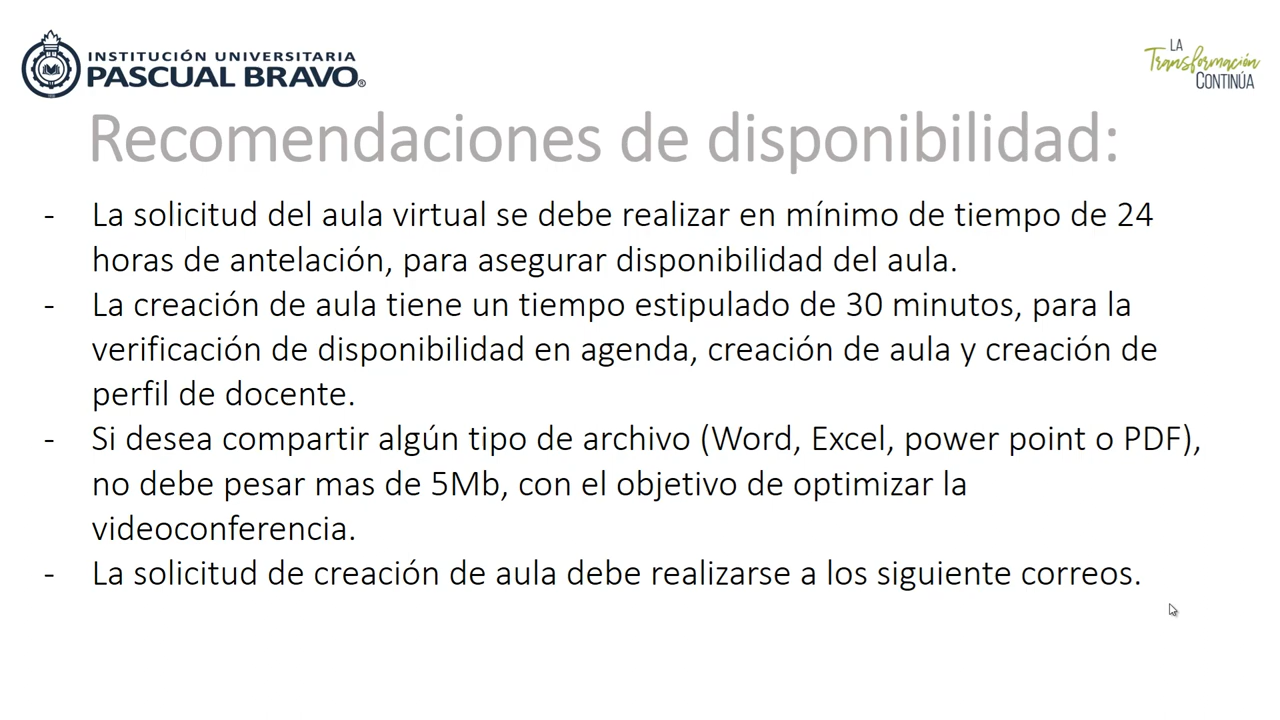 INSTITUCIÓN UNIVERSITARIA
PASCUAL BRAVO®
LA
Transformación
CONTINÚA
Recomendaciones de disponibilidad:
- La solicitud del aula virtual se debe realizar en mínimo de tiempo de 24
horas de antelación, para asegurar disponibilidad del aula.
- La creación de aula tiene un tiempo estipulado de 30 minutos, para la
verificación de disponibilidad en agenda, creación de aula y creación de
perfil de docente.
- Si desea compartir algún tipo de archivo (Word, Excel, power point o PDF),
no debe pesar mas de 5Mb, con el objetivo de optimizar la
videoconferencia.
- La solicitud de creación de aula debe realizarse a los siguiente correos.